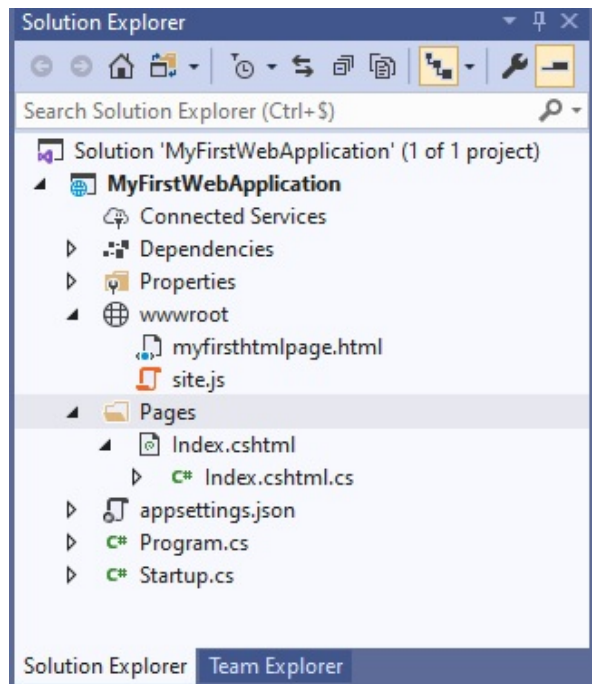 Solution Explorer
Search Solution Explorer (Ctrl+$)
Solution 'MyFirstWebApplication' (1 of 1 project)
MyFirstWebApplication
Connected Services
Dependencies
Properties
wwwroot
myfirsthtmlpage.html
site.js
Pages
Index.cshtml
C# Index.cshtml.cs
appsettings.json
C# Program.cs
C# Startup.cs
Solution Explorer Team Explorer